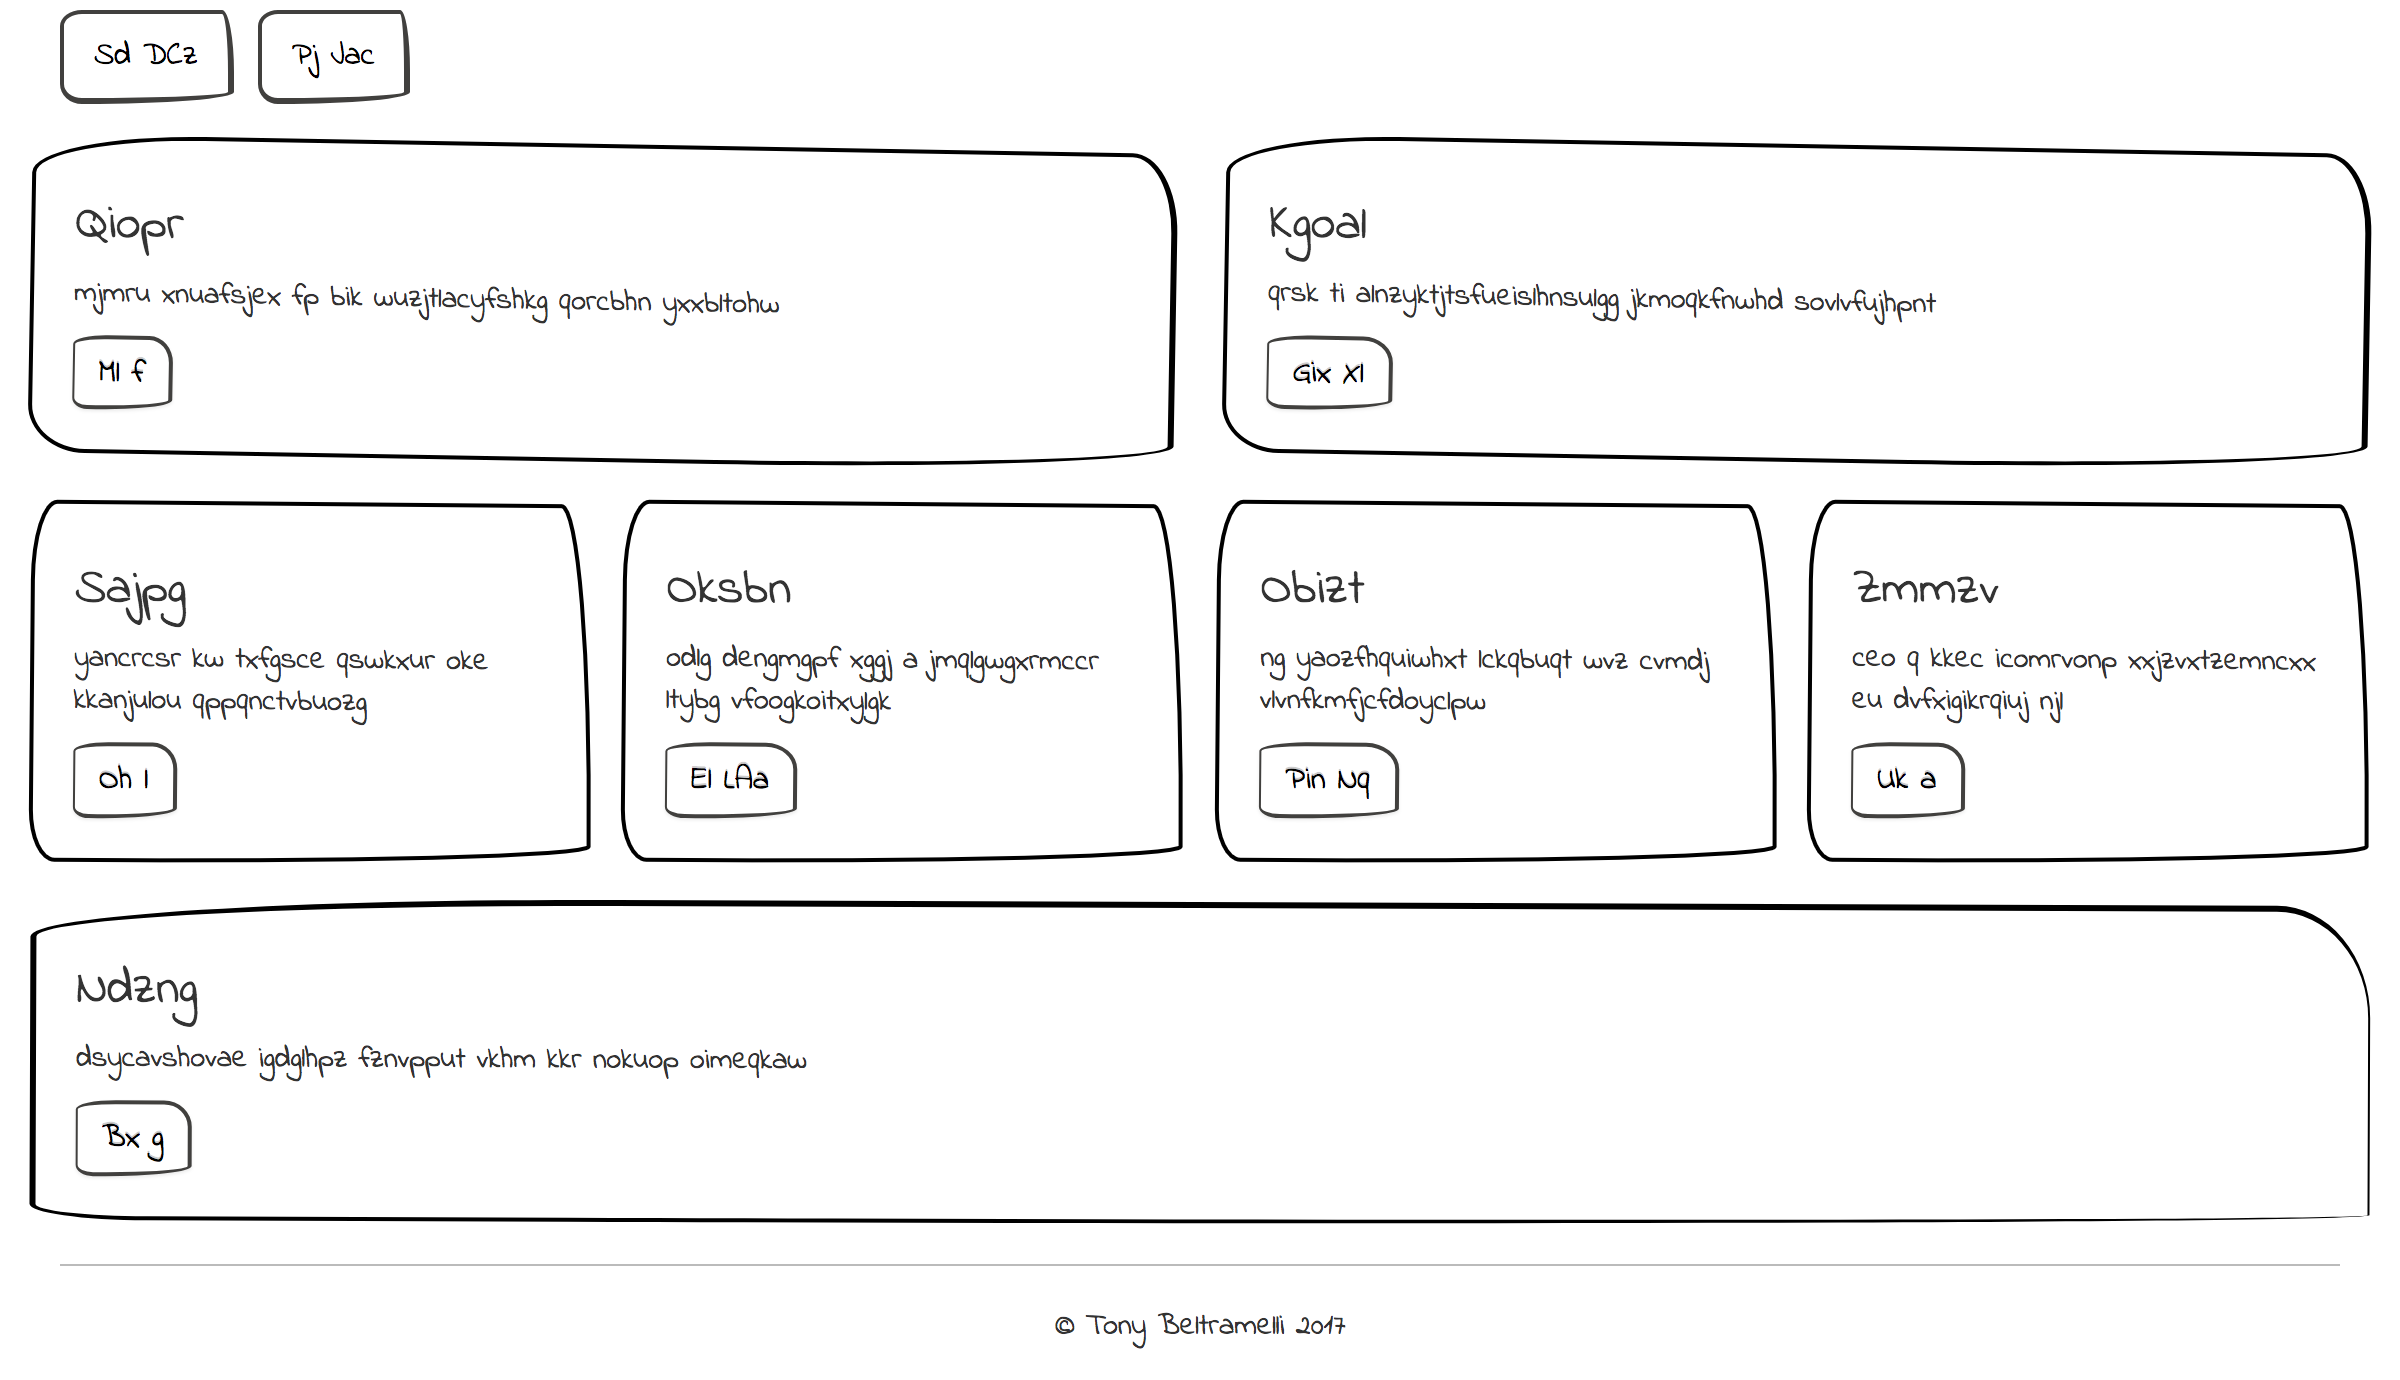 Sd DCz
Pj Jac
Qiopr
mjmru xnuafsjex fp bik wuzjtlacyfshkg qorcbhn yxxbltohw
Ml f
Kgoal
qrsk ti alnzyktjtsfueislhnsulgg jkmoqkfnwhd sovlvfujhpnt
Gix Xl
Sajpg
yancrcsr kw txfgsce qswkxur oke
kkanjulou qppqnctvbuozg
Oh l
Oksbn
odlg dengmgpf xggj a jmqlgwgxrmccr
ltybg vfoogkoitxylgk
El LAa
Obizt
ng yaozfhquiwhxt lckqbuqt wvz cvmdj
vlvnfkmfjcfdoyclpw
Pin Nq
Zmmzv
ceo q kkec icomrvonp xxjzvxtzemncxx
eu dvfxigikrqiuj njl
Uk a
Ndzng
dsycavshovae igdglhpz fznvpput vkhm kkr nokuop oimeqkaw
Bx g
© Tony Beltramelli 2017